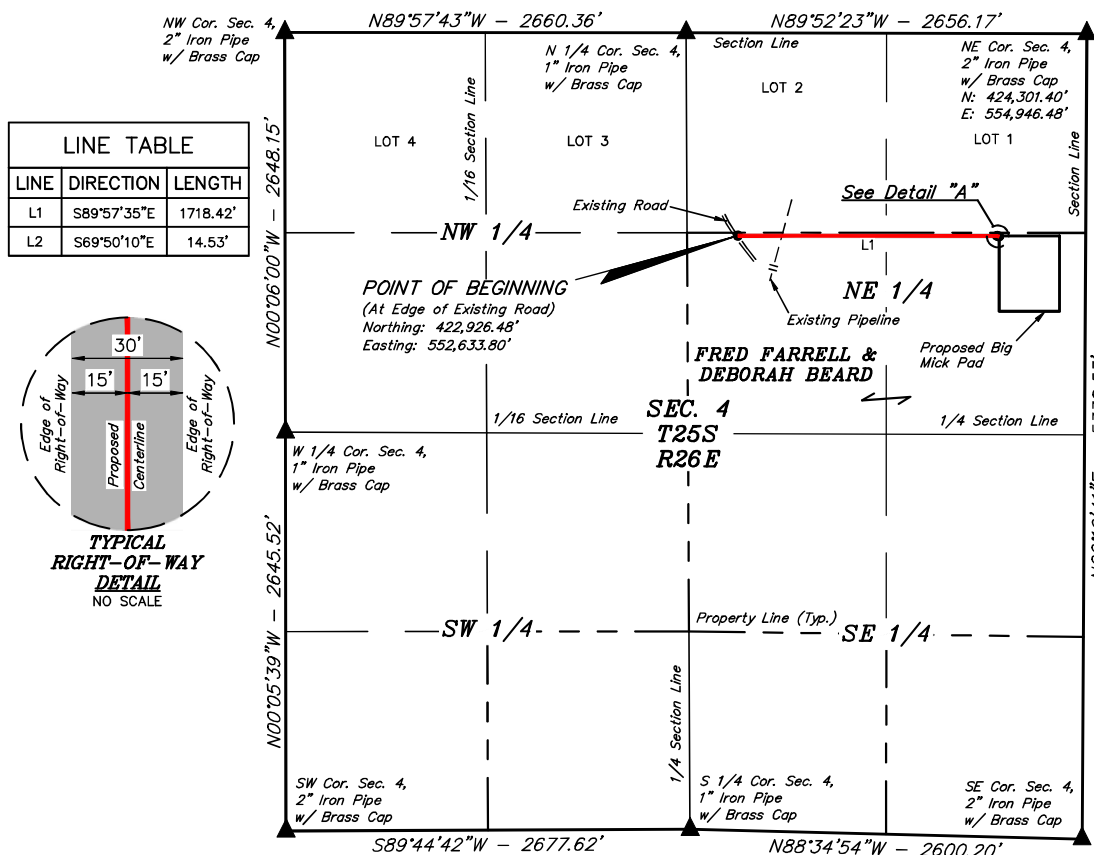 N89°57'43"W - 2660.36'
N89°52'23"W - 2656.17'
NW Cor. Sec. 4,
2" Iron Pipe
w/ Brass Cap
N 1/4 Cor. Sec. 4,
1" Iron Pipe
w/ Brass Cap
Section Line
LOT 2
NE Cor. Sec. 4,
2" Iron Pipe
w/ Brass Cap
N: 424,301.40'
E: 554,946.48'
LOT 1
Section Line
LOT 4
1/16 Section Line
LOT 3
N00°06'00"W - 2648.15'
LINE TABLE
LINE DIRECTION LENGTH
L1 S89°57'35"E 1718.42'
L2 S69°50'10"E 14.53'
See Detail "A"
Existing Road
NW 1/4
L1
POINT OF BEGINNING
(At Edge of Existing Road)
Northing: 422,926.48'
Easting: 552,633.80'
NE 1/4
Existing Pipeline
Proposed Big
Mick Pad
FRED FARRELL &
DEBORAH BEARD
30'
15' 15'
Edge of
Right-of-Way
Proposed
Centerline
Edge of
Right-of-Way
TYPICAL
RIGHT-OF-WAY
DETAIL
NO SCALE
1/16 Section Line
SEC. 4
T25S
R26E
1/4 Section Line
W 1/4 Cor. Sec. 4,
1" Iron Pipe
w/ Brass Cap
N00°05'39"W - 2645.52'
SW 1/4
Property Line (Typ.)
SE 1/4
1/4 Section Line
SW Cor. Sec. 4,
2" Iron Pipe
w/ Brass Cap
S 1/4 Cor. Sec. 4,
1" Iron Pipe
w/ Brass Cap
SE Cor. Sec. 4,
2" Iron Pipe
w/ Brass Cap
S89°44'42"W - 2677.62'
N88°34'54"W - 2600.20'